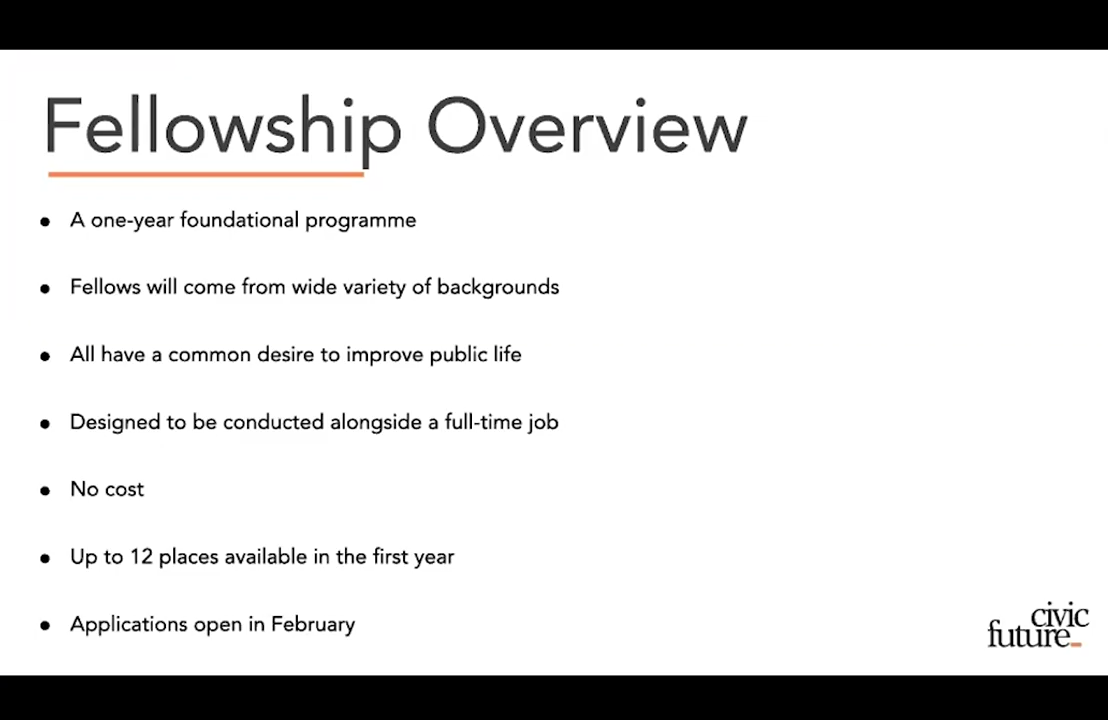 Fellowship Overview
• A one-year foundational programme
• Fellows will come from wide variety of backgrounds
• All have a common desire to improve public life
• Designed to be conducted alongside a full-time job
• No cost
• Up to 12 places available in the first year
• Applications open in February
civic
future_